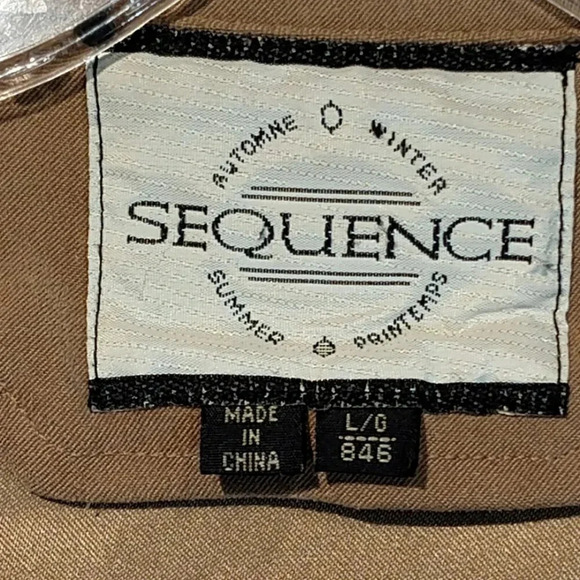 AUTOMNE WINTER
SEQUENCE
SUMMER PRINTEMPS
MADE
IN
CHINA
L/G
846